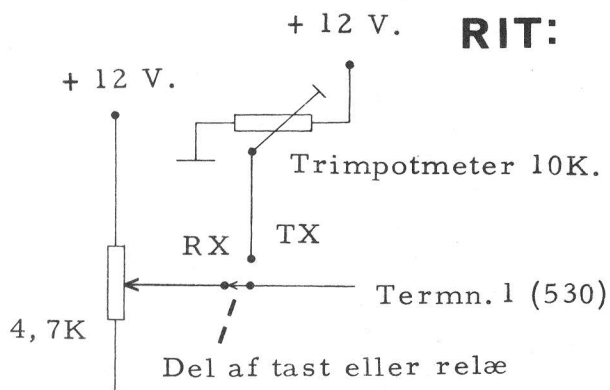 + 12 V.
RIT:
+ 12 V.
Trimpotmeter 10K.
RX
TX
Termn. 1 (530)
4,7K
Del af tast eller relæ